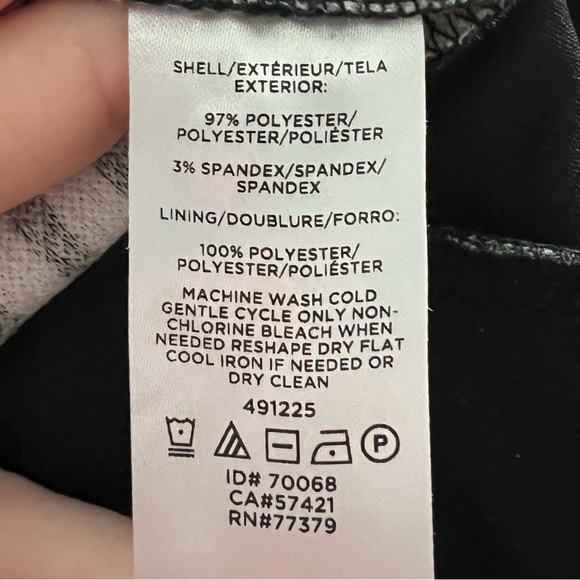 SHELL/EXTÉRIEUR/TELA
EXTERIOR:
97% POLYESTER/
POLYESTER/POLIÉSTER
3% SPANDEX/SPANDEX/
SPANDEX
LINING/DOUBLURE/FORRO:
100% POLYESTER/
POLYESTER/POLIÉSTER
MACHINE WASH COLD
GENTLE CYCLE ONLY NON-
CHLORINE BLEACH WHEN
NEEDED RESHAPE DRY FLAT
COOL IRON IF NEEDED OR
DRY CLEAN
491225
P
ID# 70068
CA#57421
RN#77379